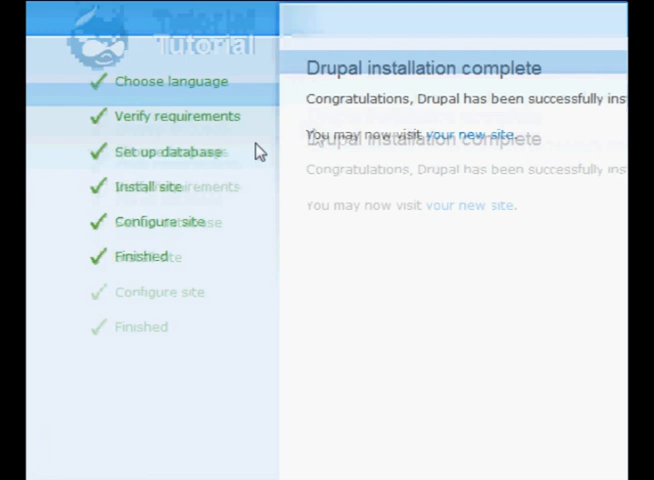 Tutorial
Choose language
Verify requirements
Set up database
Install site
Configure site
Finished
Configure site
Finished
Drupal installation complete
Congratulations, Drupal has been successfully ins
You may now visit your new site.
Drupal installation complete
Congratulations, Drupal has been successfully ins
You may now visit your new site.